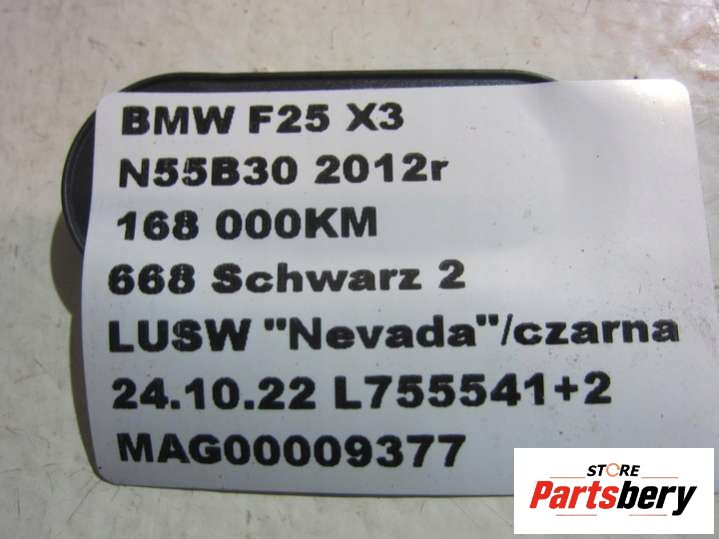 BMW F25 X3
N55B30 2012r
168 000KM
668 Schwarz 2
LUSW "Nevada"/czarna
24.10.22 L755541+2
MAG00009377
STORE
Partsbery